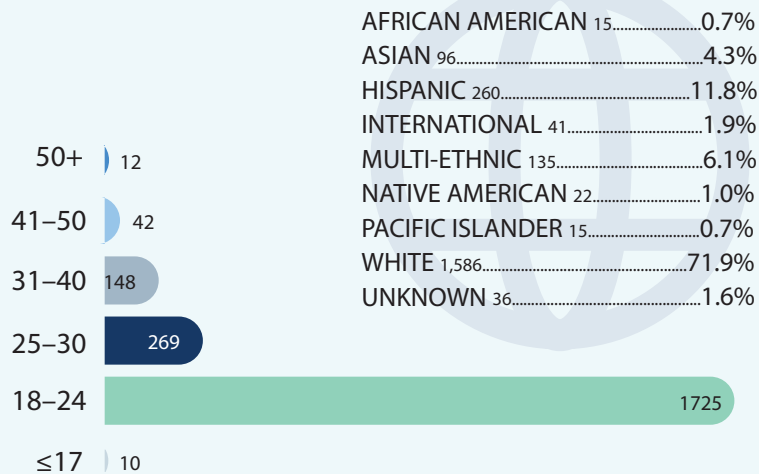 AFRICAN AMERICAN 15.......................0.7%
ASIAN 96.................................................................4.3%
HISPANIC 260.................................................11.8%
INTERNATIONAL 41...................................1.9%
MULTI-ETHNIC 135.....................................6.1%
NATIVE AMERICAN 22.............................1.0%
PACIFIC ISLANDER 15.............................0.7%
WHITE 1,586.....................................................71.9%
UNKNOWN 36.................................................1.6%
50+ 12
41–50 42
31–40 148
25–30 269
18–24 1725
≤17 10